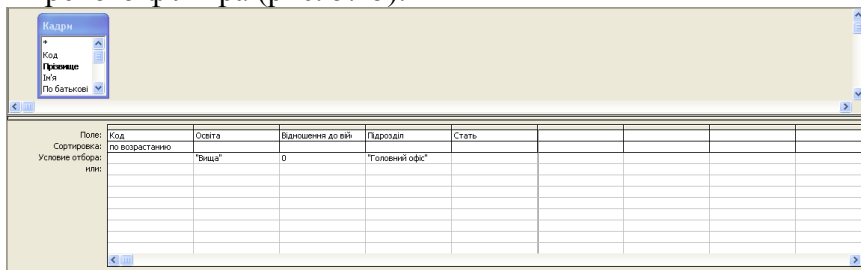 Кадри
*
Код
Прізвище
Ім'я
По батькові
Поле: Код Освіта Відношення до вій Підрозділ Стать
Сортировка: по возрастанию
Условие отбора: "Вища" 0 "Головний офіс"
или: